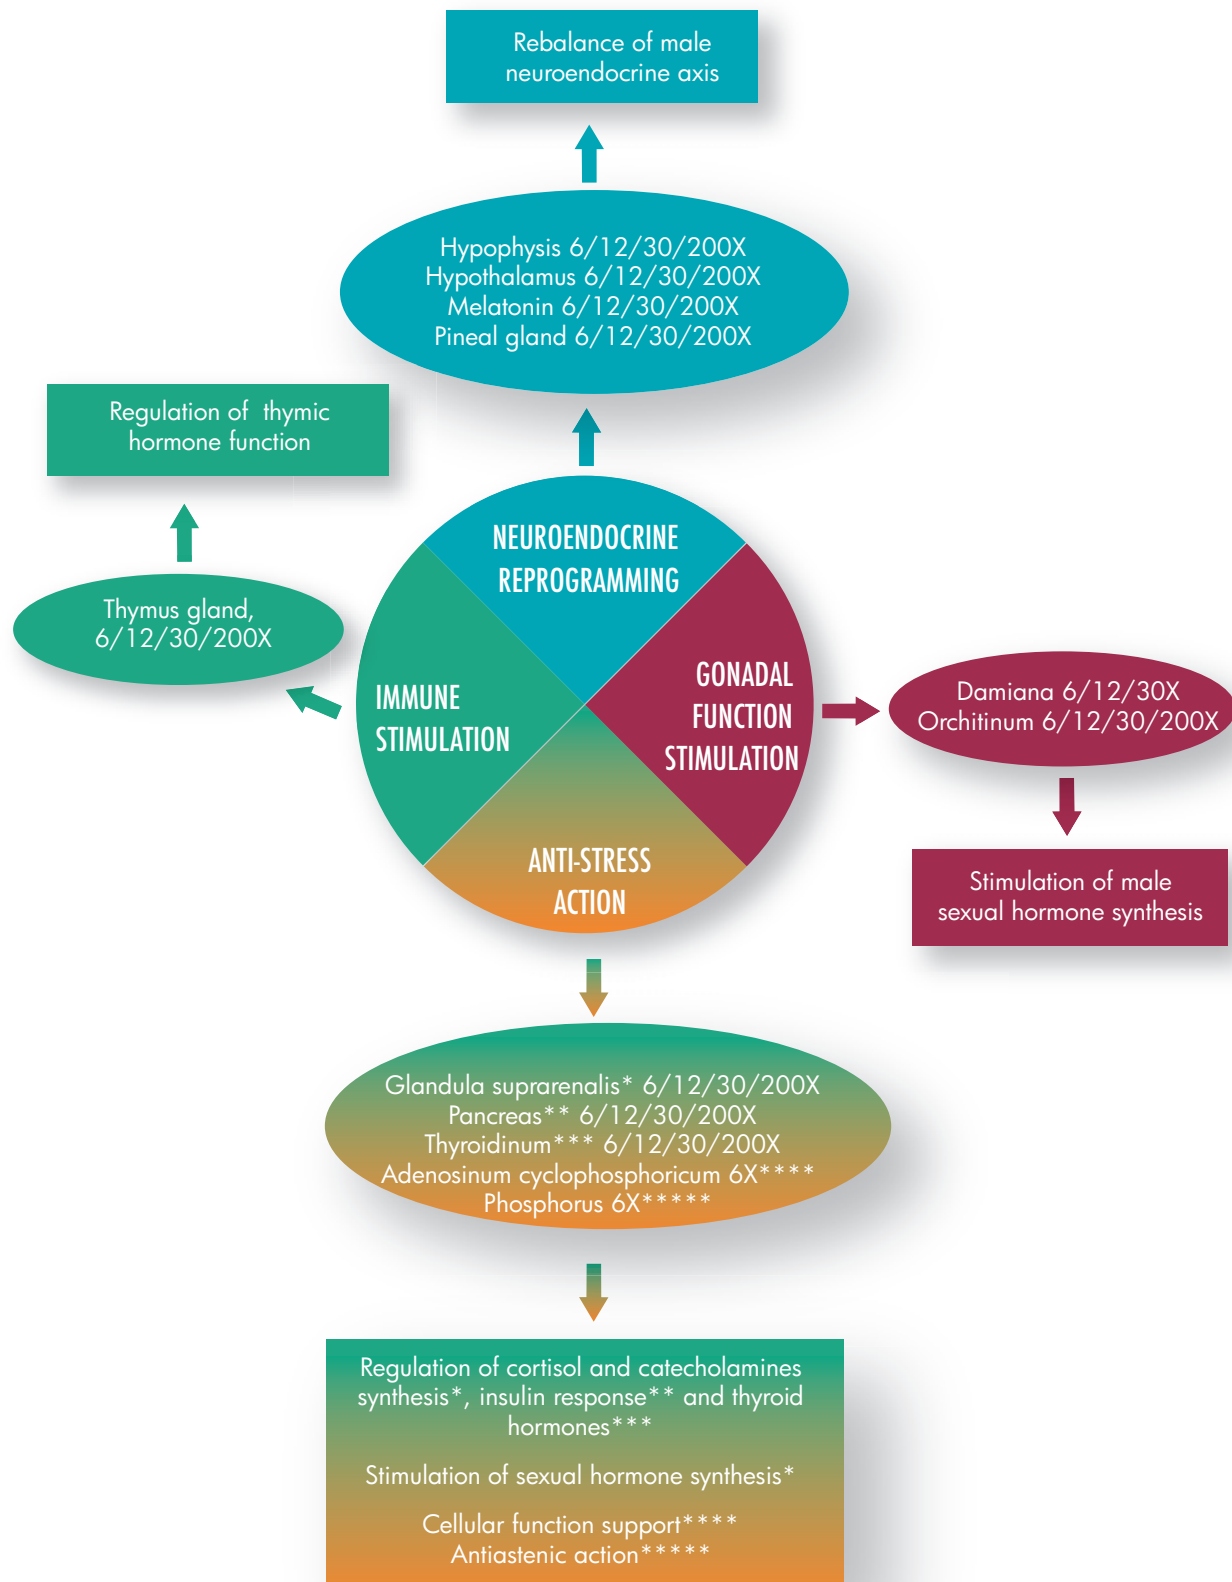 Rebalance of male
neuroendocrine axis
Hypophysis 6/12/30/200X
Hypothalamus 6/12/30/200X
Melatonin 6/12/30/200X
Pineal gland 6/12/30/200X
Regulation of thymic
hormone function
Thymus gland,
6/12/30/200X
NEUROENDOCRINE
REPROGRAMMING
IMMUNE
STIMULATION
GONADAL
FUNCTION
STIMULATION
ANTI-STRESS
ACTION
Damiana 6/12/30X
Orchitinum 6/12/30/200X
Stimulation of male
sexual hormone synthesis
Glandula suprarenalis* 6/12/30/200X
Pancreas** 6/12/30/200X
Thyroidinum*** 6/12/30/200X
Adenosinum cyclophosphoricum 6X****
Phosphorus 6X*****
Regulation of cortisol and catecholamines
synthesis*, insulin response** and thyroid
hormones***
Stimulation of sexual hormone synthesis*
Cellular function support****
Antiastenic action*****